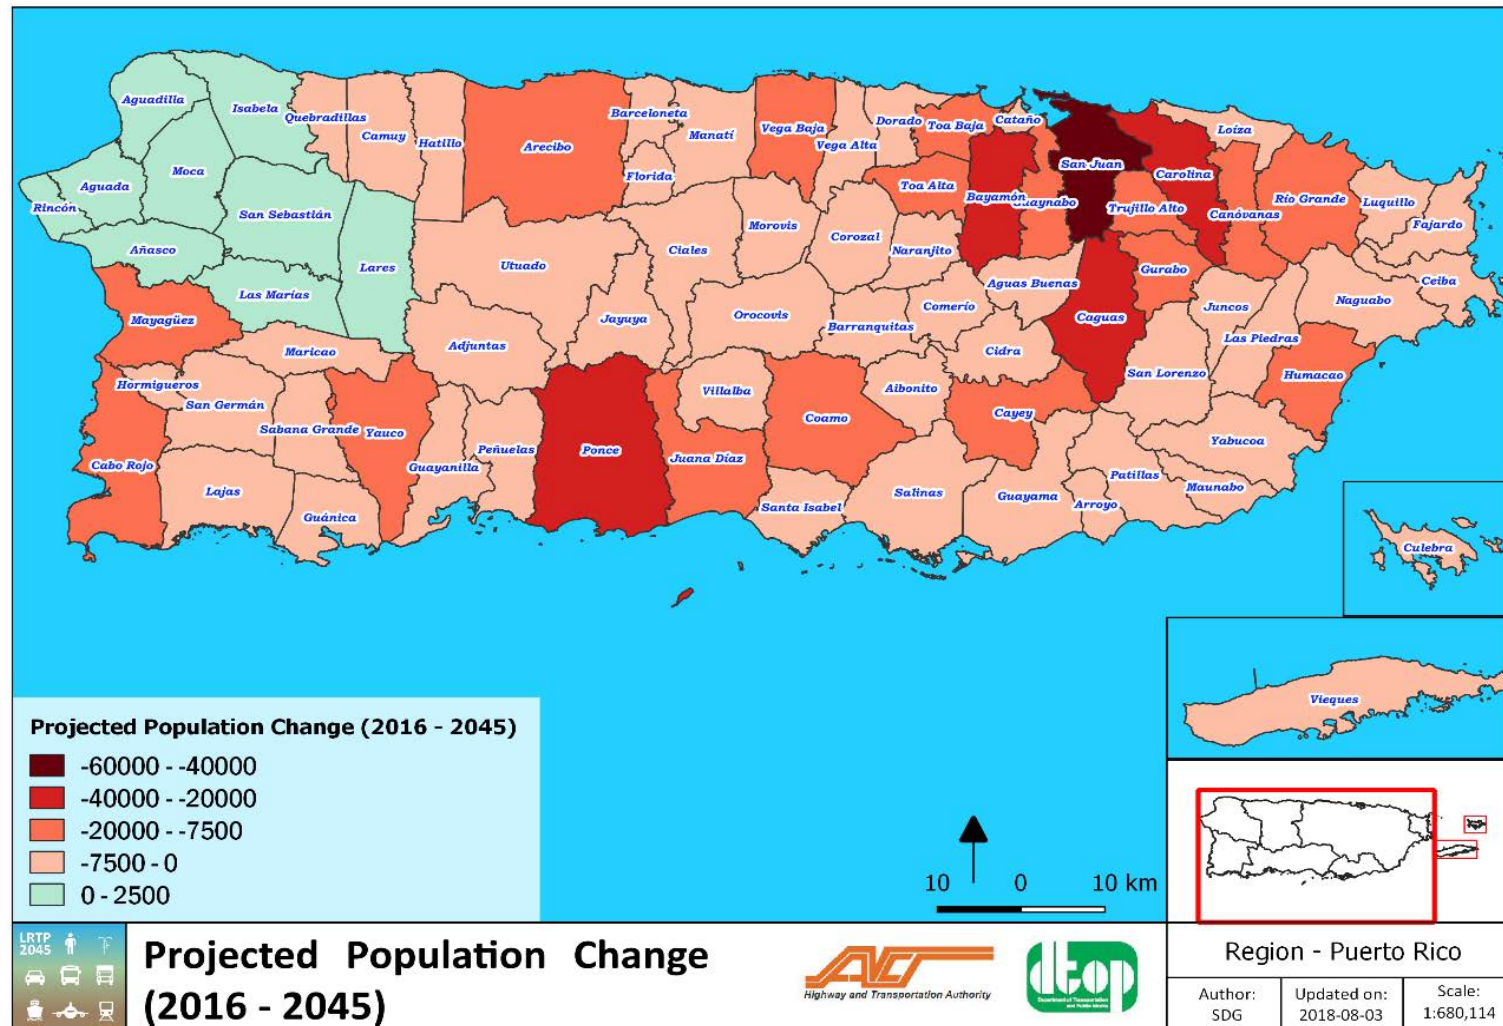 Aguadilla
Isabela
Quebradillas
Camuy
Hatillo
Arecibo
Barceloneta
Manatí
Vega Baja
Vega Alta
Dorado
Toa Baja
Cataño
San Juan
Loíza
Carolina
Moca
Aguada
Rincón
San Sebastián
Añasco
Lares
Las Marías
Florida
Toa Alta
Bayamón
Guaynabo
Trujillo Alto
Canóvanas
Río Grande
Luquillo
Fajardo
Utuado
Ciales
Morovis
Corozal
Naranjito
Aguas Buenas
Gurabo
Juncos
Naguabo
Ceiba
Mayagüez
Maricao
Adjuntas
Jayuya
Orocovis
Barranquitas
Comerío
Caguas
Cidra
Las Piedras
Hormigueros
San Germán
Sabana Grande
Yauco
Villalba
Coamo
Aibonito
Cayey
San Lorenzo
Humacao
Cabo Rojo
Lajas
Guánica
Guayanilla
Peñuelas
Ponce
Juana Díaz
Santa Isabel
Salinas
Guayama
Arroyo
Patillas
Maunabo
Yabucoa
Culebra
Vieques
Projected Population Change (2016 - 2045)
-60000 - -40000
-40000 - -20000
-20000 - -7500
-7500 - 0
0 - 2500
10 0 10 km
LRTP
2045
Projected Population Change
(2016 - 2045)
Highway and Transportation Authority
dtop
Department of Transportation
and Public Works
Region - Puerto Rico
Author:
SDG
Updated on:
2018-08-03
Scale:
1:680,114